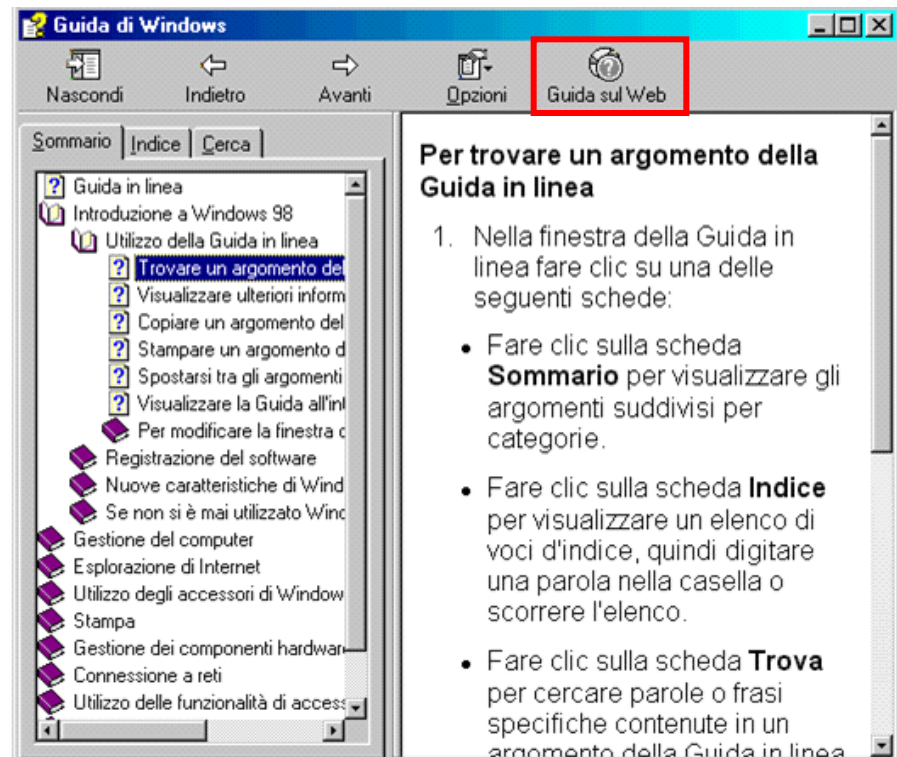 Guida di Windows
Nascondi Indietro Avanti Opzioni Guida sul Web
Sommario Indice Cerca
Guida in linea
Introduzione a Windows 98
Utilizzo della Guida in linea
Trovare un argomento del
Visualizzare ulteriori inform
Copiare un argomento del
Stampare un argomento d
Spostarsi tra gli argomenti
Visualizzare la Guida all'in
Per modificare la finestra d
Registrazione del software
Nuove caratteristiche di Wind
Se non si è mai utilizzato Wind
Gestione del computer
Esplorazione di Internet
Utilizzo degli accessori di Window
Stampa
Gestione dei componenti hardwar
Connessione a reti
Utilizzo delle funzionalità di access
Per trovare un argomento della
Guida in linea
1. Nella finestra della Guida in
linea fare clic su una delle
seguenti schede:
• Fare clic sulla scheda
Sommario per visualizzare gli
argomenti suddivisi per
categorie.
• Fare clic sulla scheda Indice
per visualizzare un elenco di
voci d'indice, quindi digitare
una parola nella casella o
scorrere l'elenco.
• Fare clic sulla scheda Trova
per cercare parole o frasi
specifiche contenute in un
argomento della Guida in linea